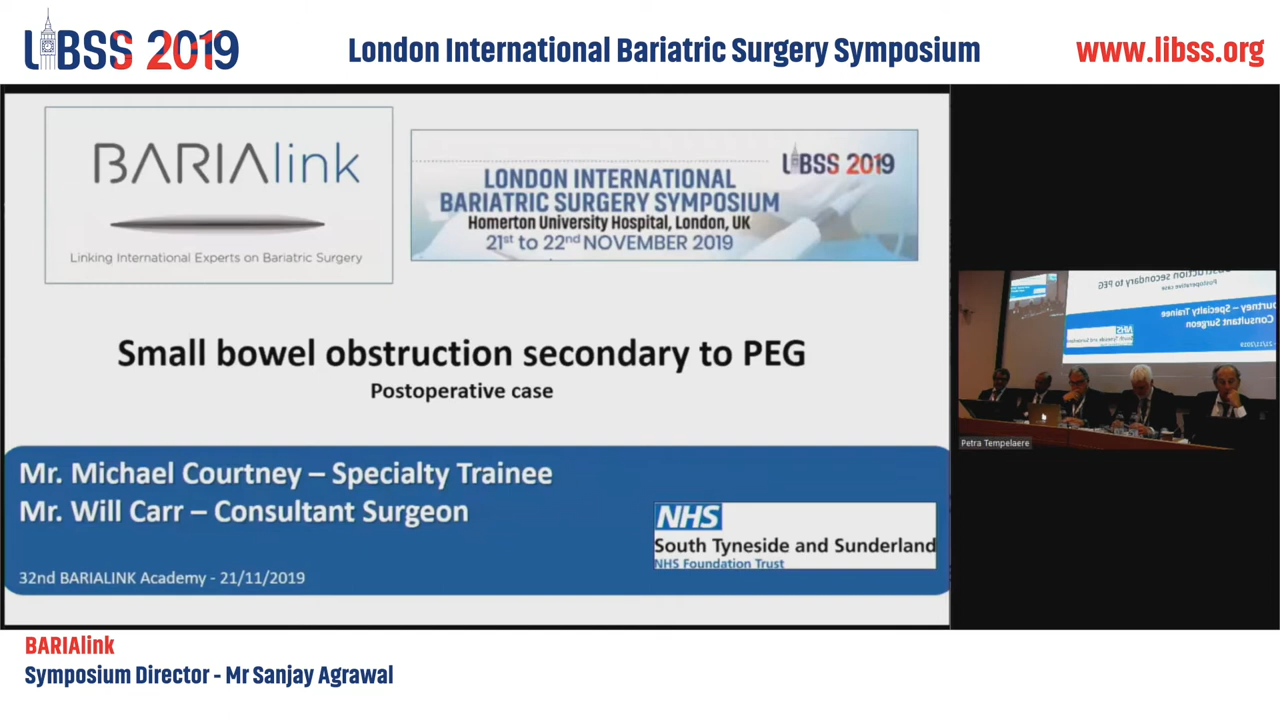 LIBSS 2019
London International Bariatric Surgery Symposium
www.libss.org
BARIAlink
Linking International Experts on Bariatric Surgery
LIBSS 2019
LONDON INTERNATIONAL
BARIATRIC SURGERY SYMPOSIUM
Homerton University Hospital, London, UK
21st to 22nd NOVEMBER 2019
Small bowel obstruction secondary to PEG
Postoperative case
Mr. Michael Courtney – Specialty Trainee
Mr. Will Carr – Consultant Surgeon
32nd BARIALINK Academy - 21/11/2019
NHS
South Tyneside and Sunderland
NHS Foundation Trust
Petra Tempelaere
BARIAlink
Symposium Director - Mr Sanjay Agrawal